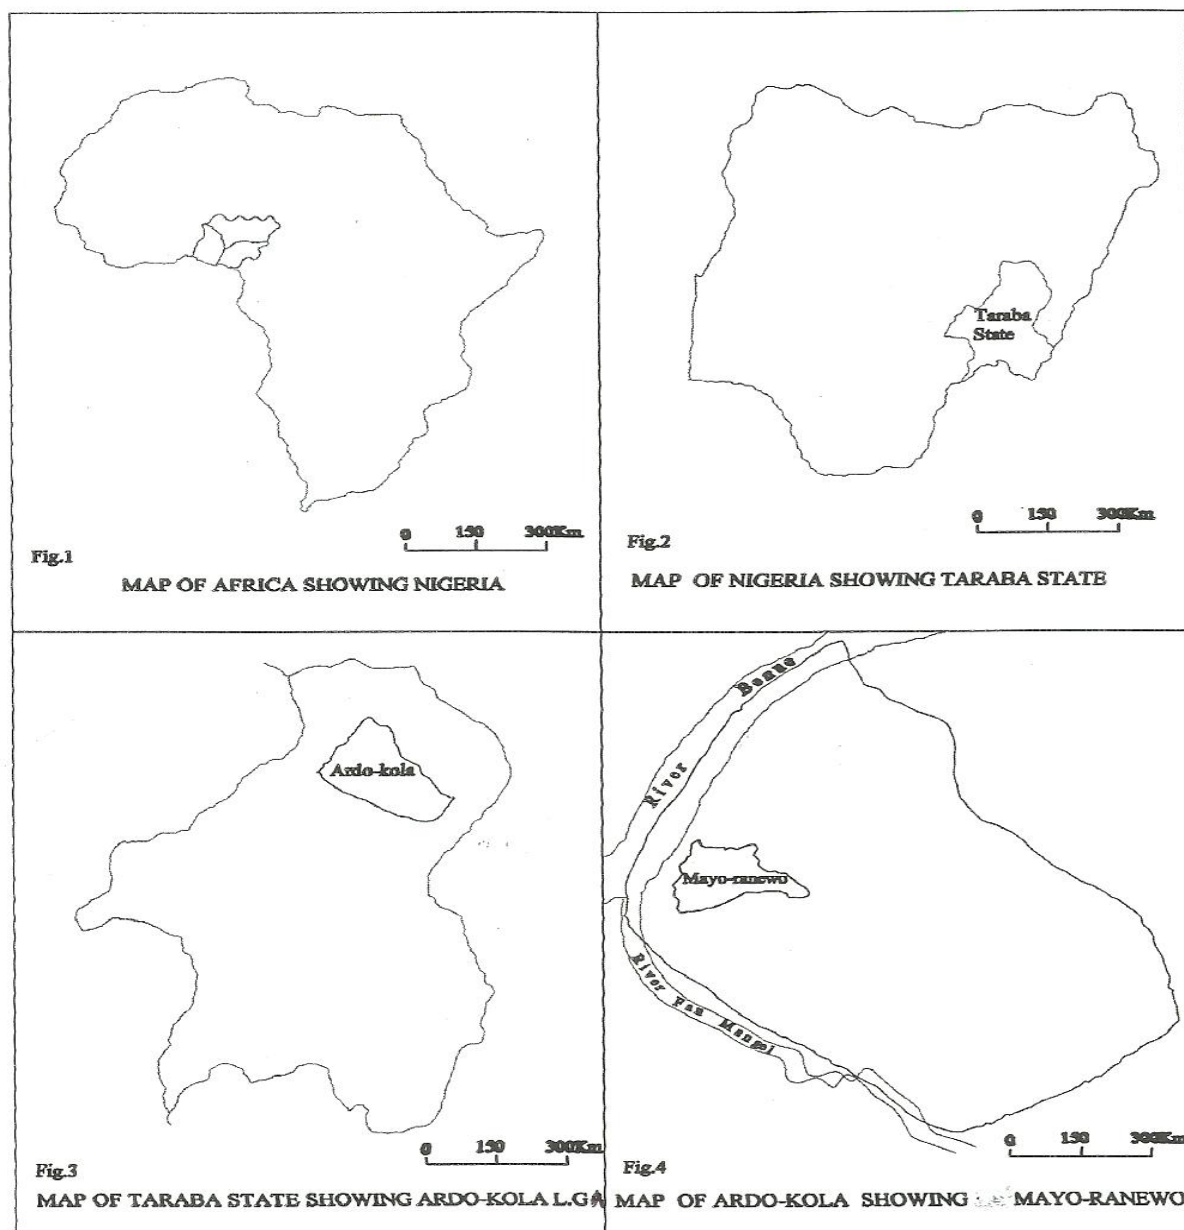 Taraba
State
0 150 300Km
Fig.1
MAP OF AFRICA SHOWING NIGERIA
0 150 300Km
Fig.2
MAP OF NIGERIA SHOWING TARABA STATE
Ardo-kola
0 150 300Km
Fig.3
MAP OF TARABA STATE SHOWING ARDO-KOLA L.GA
River Benue
Mayo-ranewo
River Fan Mangel
0 150 300Km
Fig.4
MAP OF ARDO-KOLA SHOWING MAYO-RANEWO